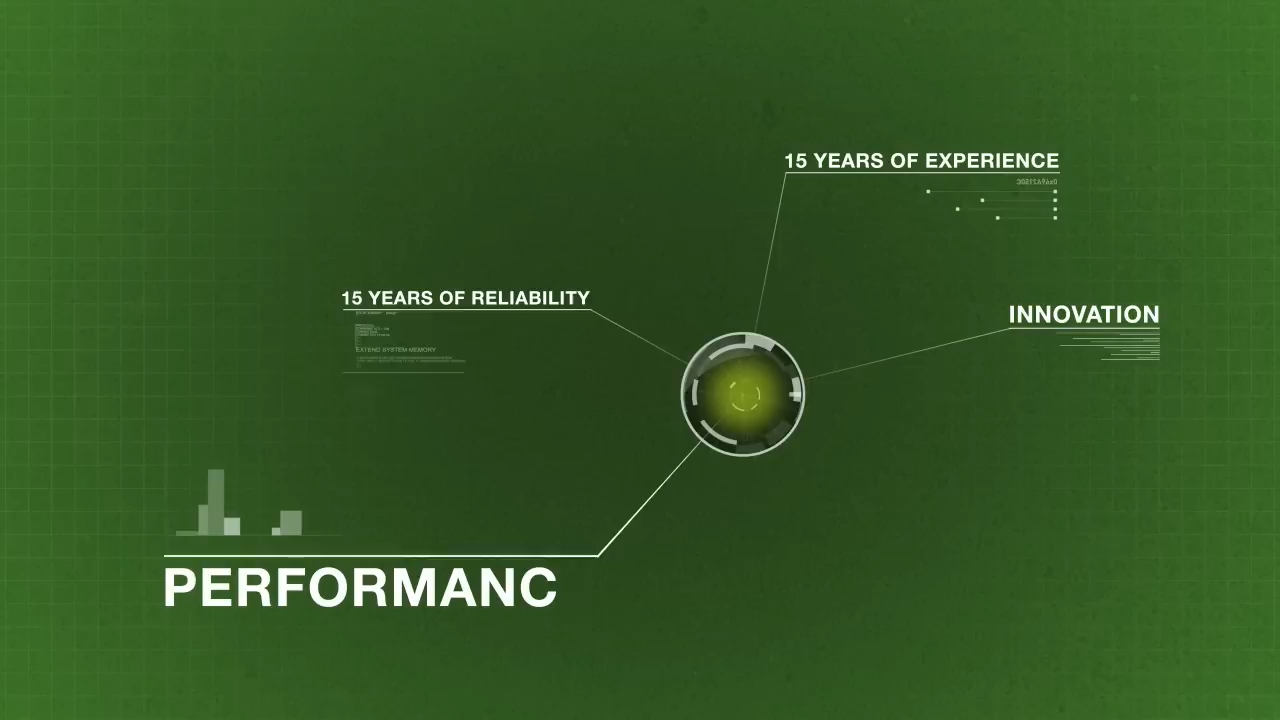 15 YEARS OF EXPERIENCE
15 YEARS OF RELIABILITY
EXTEND SYSTEM MEMORY
INNOVATION
PERFORMANC